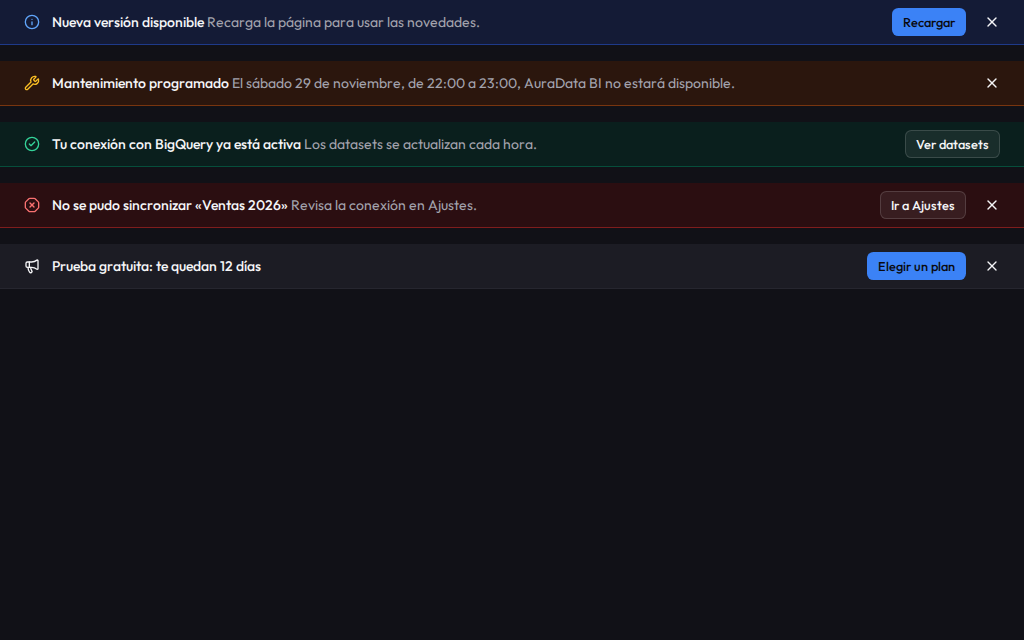 Nueva versión disponible Recarga la página para usar las novedades. Recargar
Mantenimiento programado El sábado 29 de noviembre, de 22:00 a 23:00, AuraData BI no estará disponible.
Tu conexión con BigQuery ya está activa Los datasets se actualizan cada hora. Ver datasets
No se pudo sincronizar «Ventas 2026» Revisa la conexión en Ajustes. Ir a Ajustes
Prueba gratuita: te quedan 12 días Elegir un plan